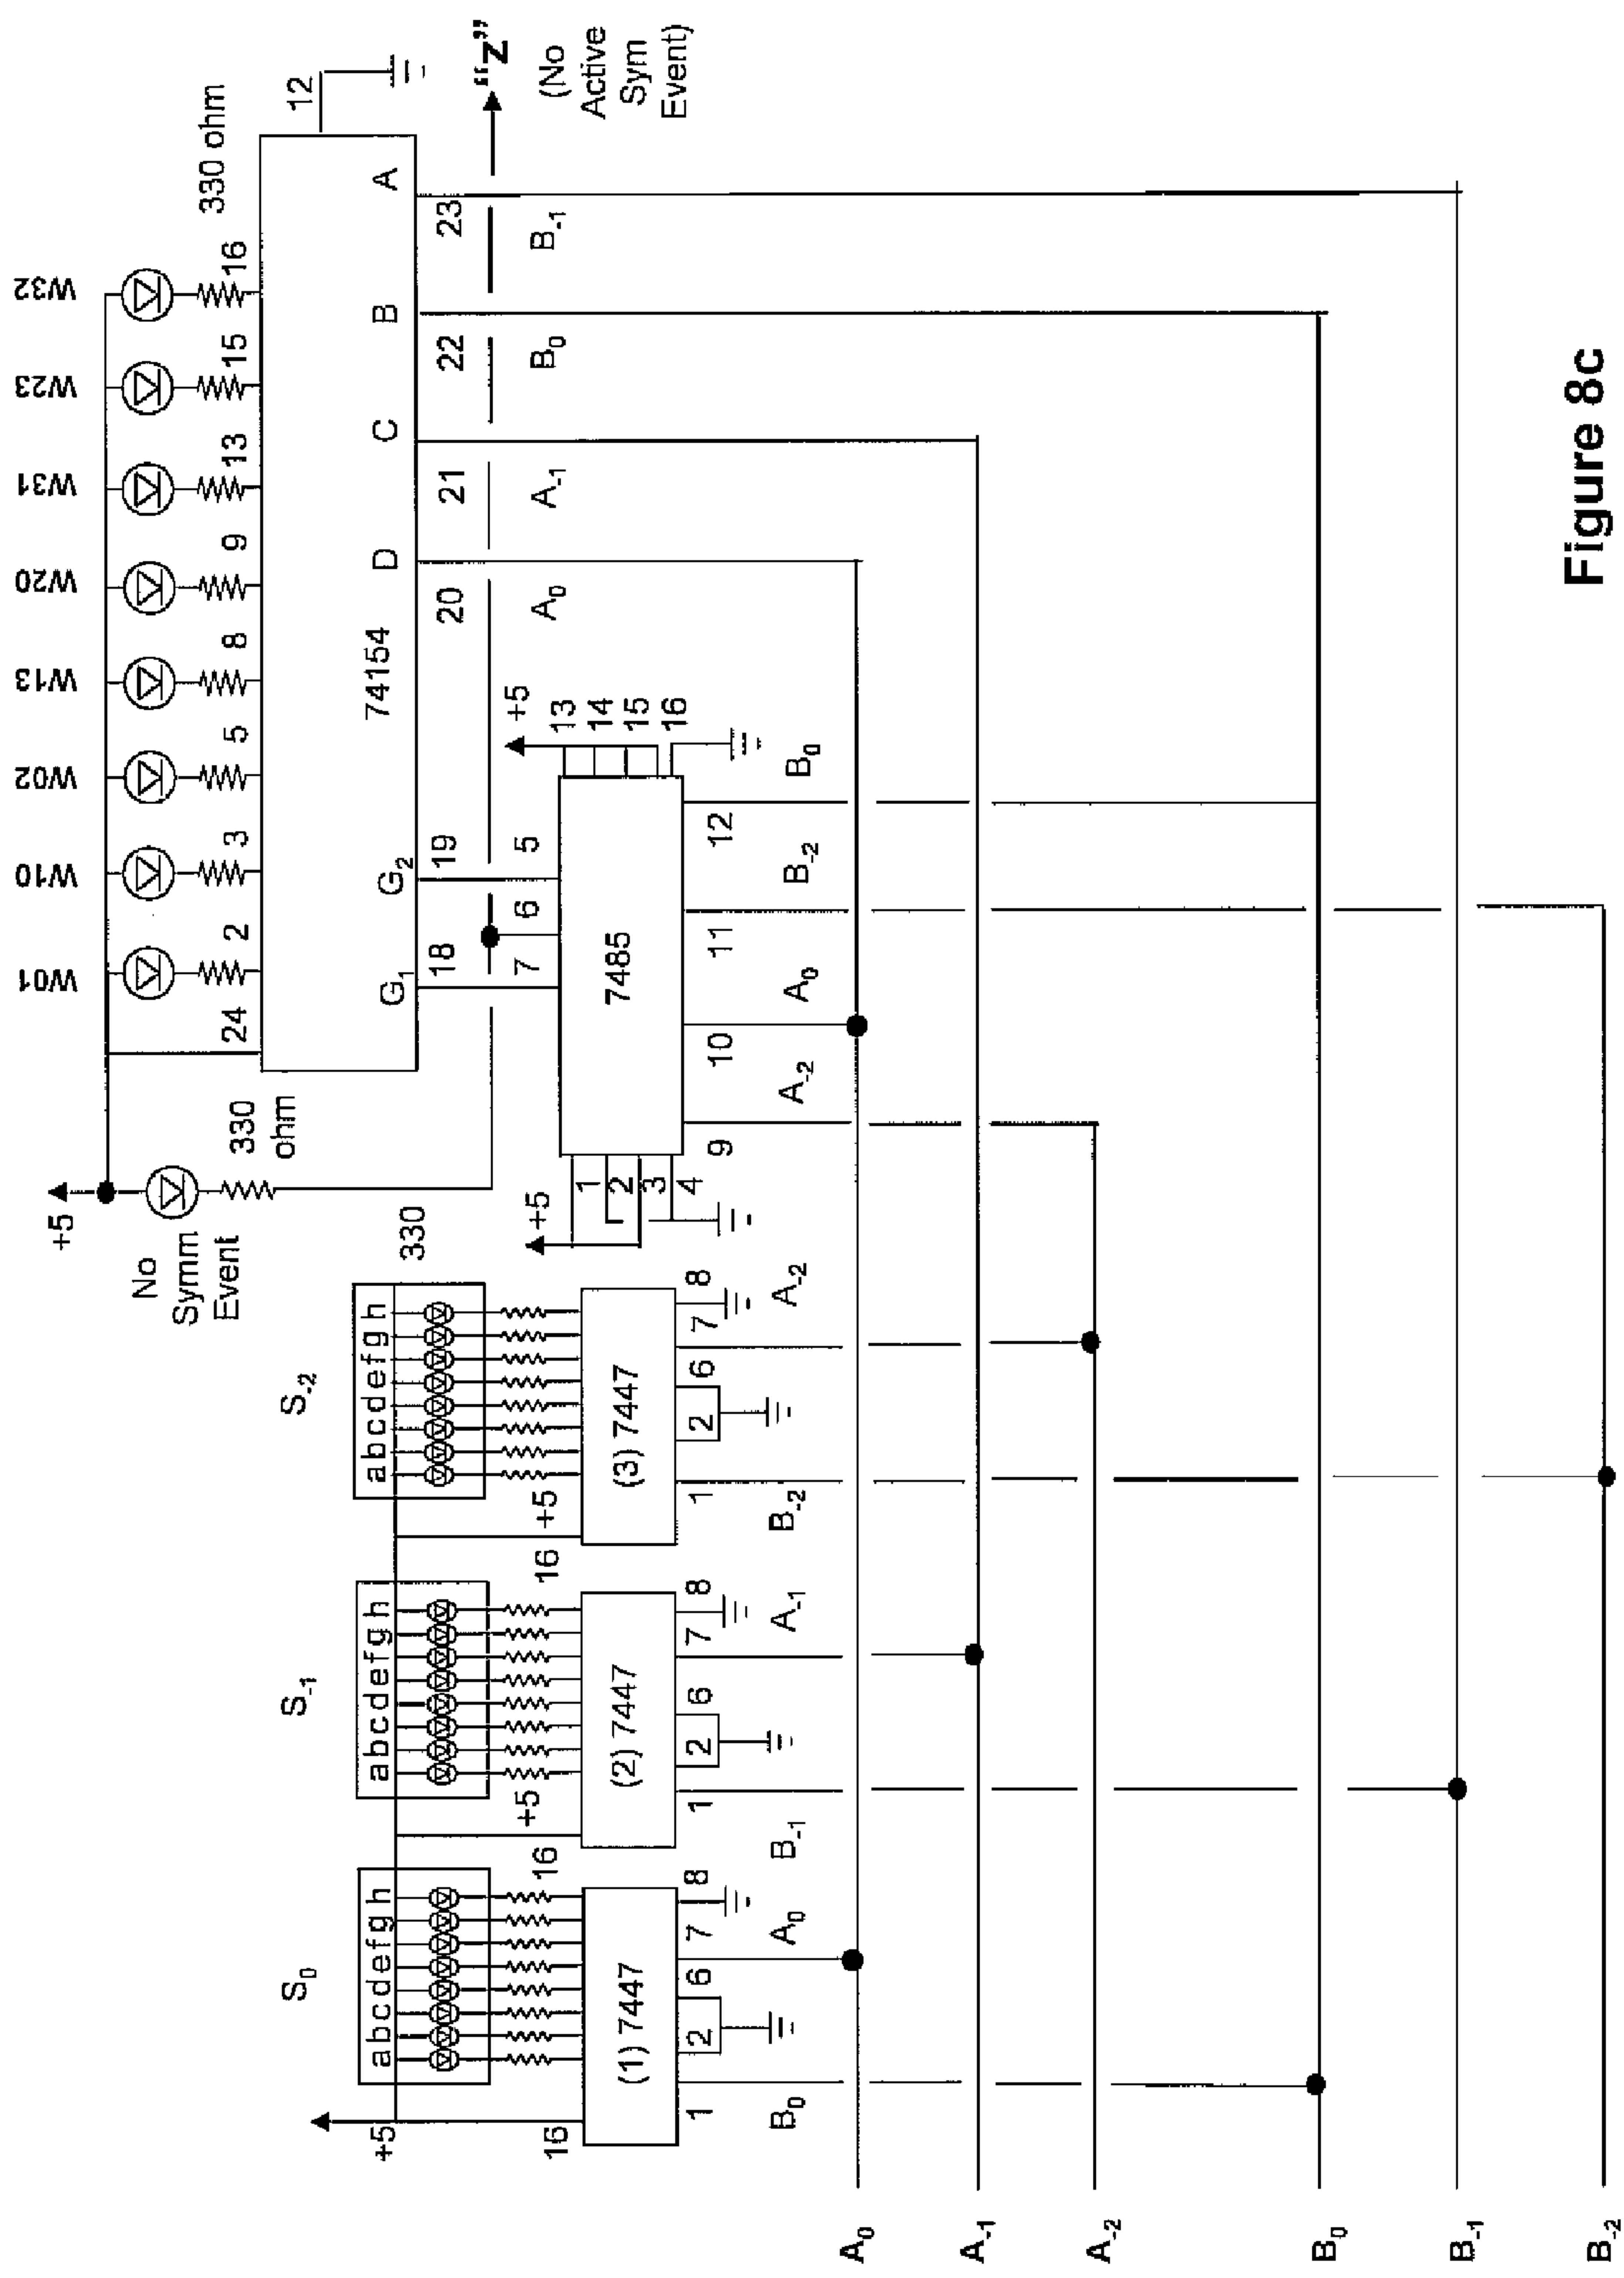 +5
No
Symm
Event
330
ohm
W01
W10
W02
W13
W20
W31
W23
W32
24
2
3
5
8
9
13
15
16
330 ohm
12
74154
G1
G2
D
C
B
A
18
19
20
21
22
23
A0
A-1
B0
B-1
"z"
(No
Active
Sym
Event)
7
6
5
7485
+5
13
14
15
16
+5
1
2
3
4
9
10
11
12
A-2
A0
B-2
B0
S0
S-1
S-2
a b c d e f g h
a b c d e f g h
a b c d e f g h
330
+5
16
+5
16
+5
16
(1) 7447
(2) 7447
(3) 7447
1
2
6
7
8
1
2
6
7
8
1
2
6
7
8
B0
A0
B-1
A-1
B-2
A-2
A0
A-1
A-2
B0
B-1
B-2
Figure 8c